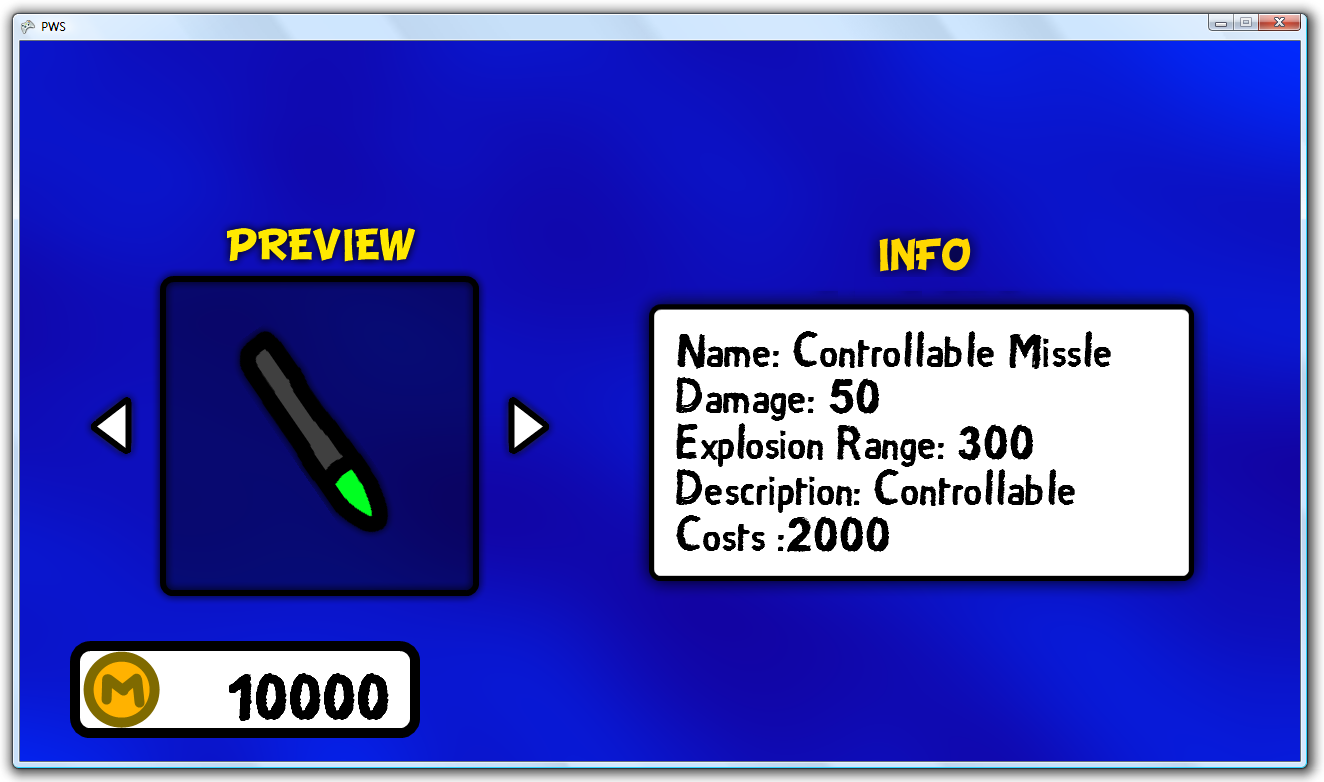 PWS
PREVIEW
INFO
Name: Controllable Missle
Damage: 50
Explosion Range: 300
Description: Controllable
Costs :2000
M 10000